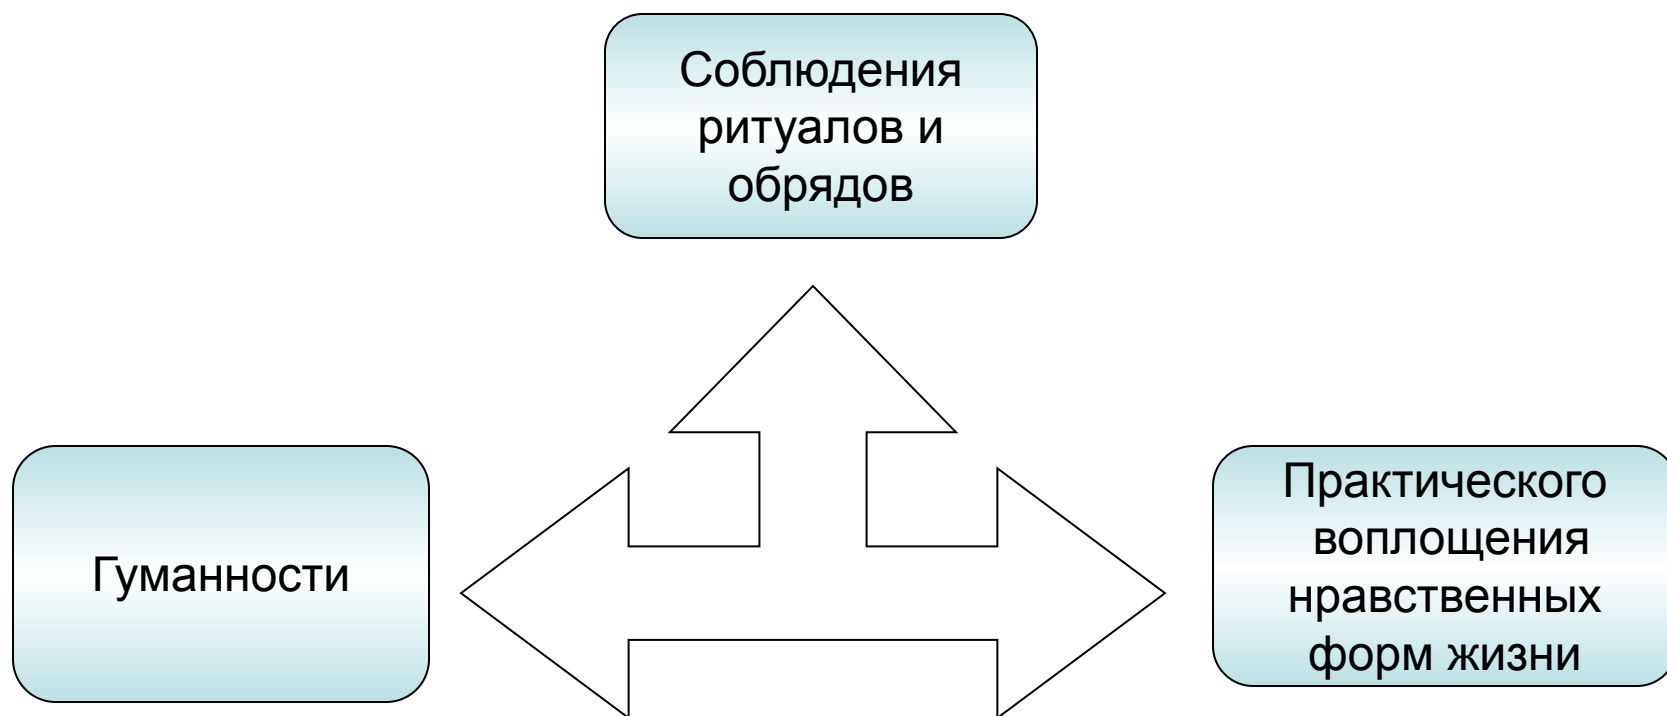 Соблюдения
ритуалов и
обрядов
Гуманности
Практического
воплощения
нравственных
форм жизни